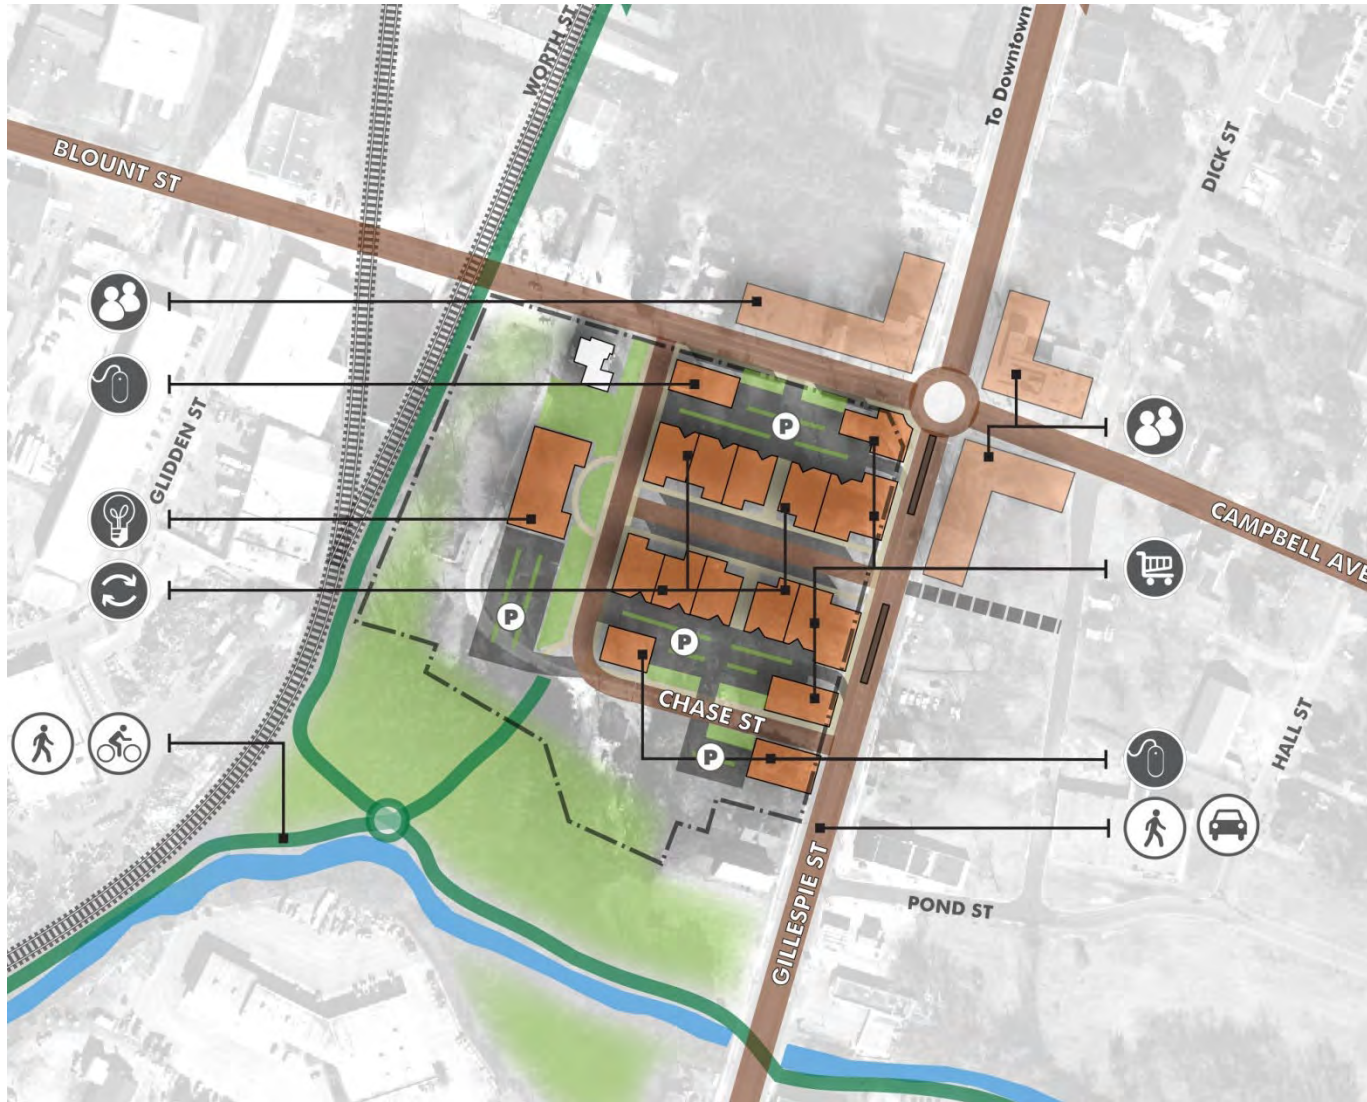 WORTH ST
To Downtown
DICK ST
BLOUNT ST
GLIDDEN ST
P
CAMPBELL AVE
P
P
CHASE ST
HALL ST
P
GILLESPIE ST
POND ST